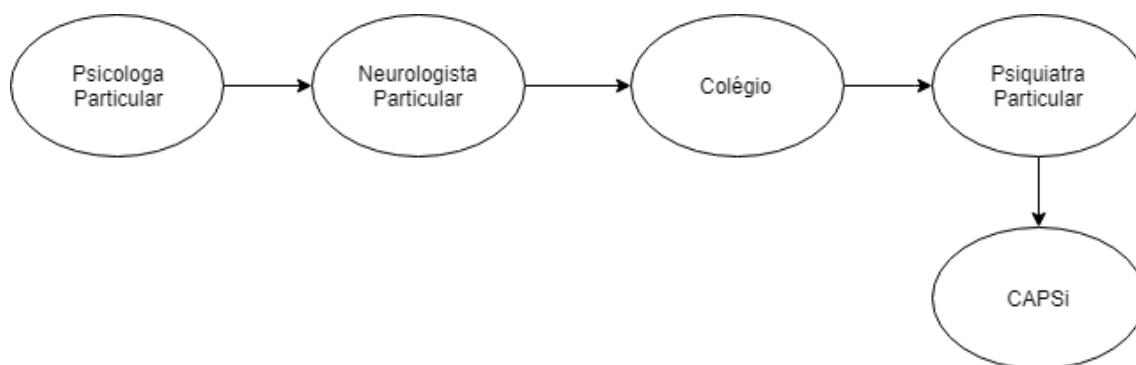 Psicologa
Particular
Neurologista
Particular
Colégio
Psiquiatra
Particular
CAPSi